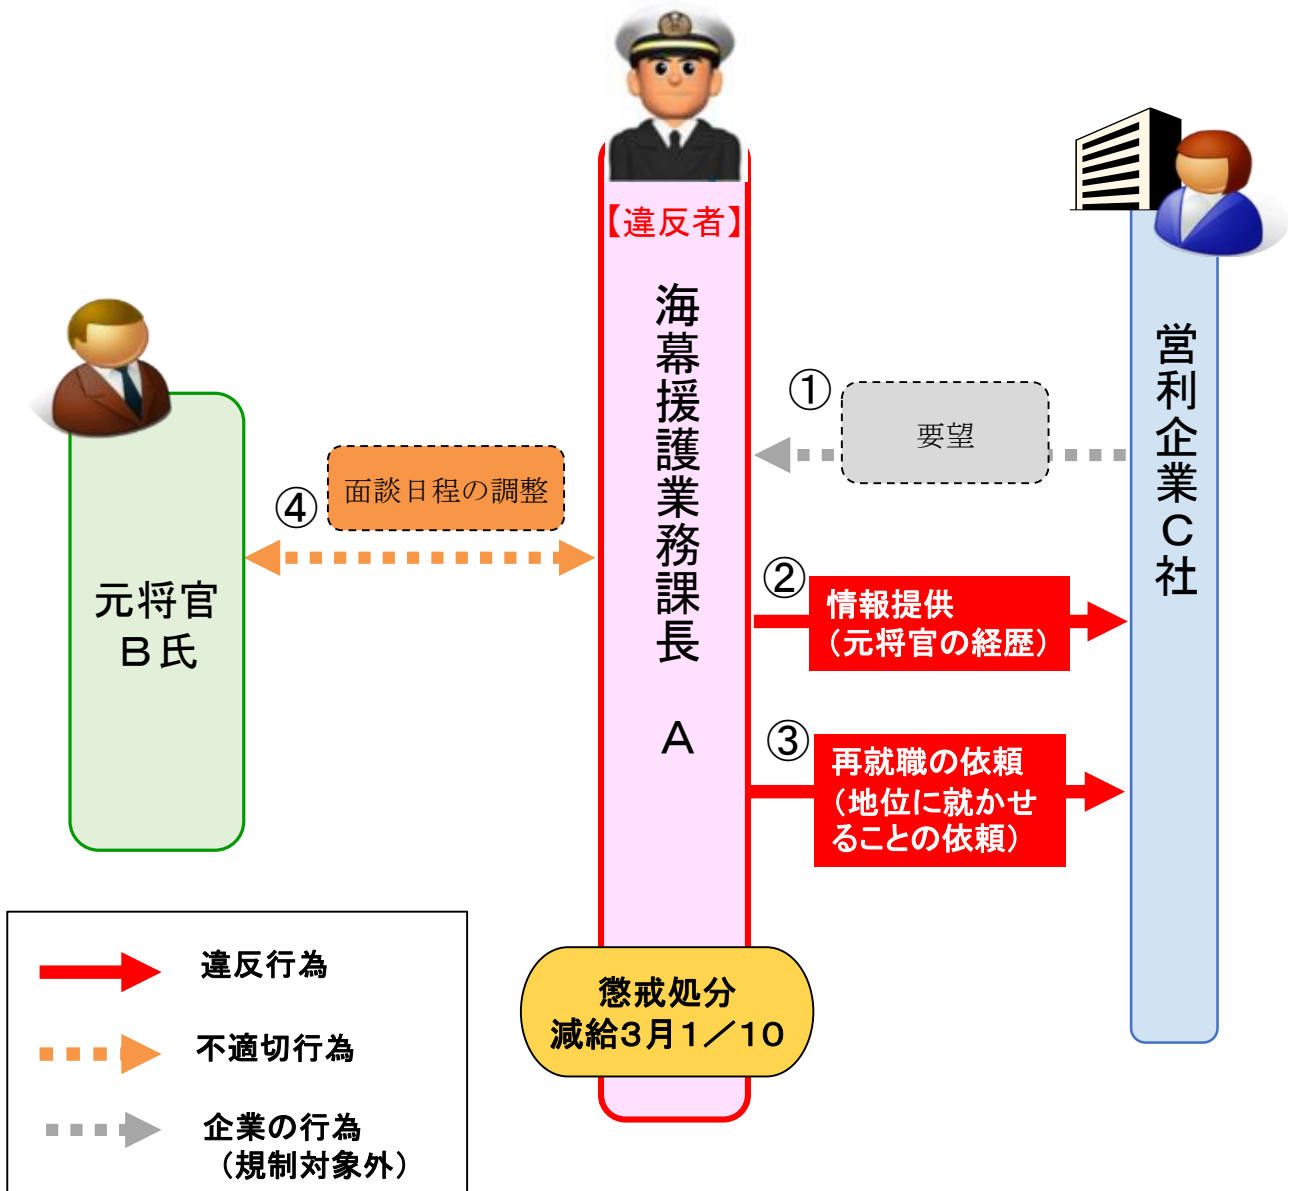 【違反者】
海幕援護業務課長 A
営利企業C社
①
要望
④
面談日程の調整
元将官
B氏
②
情報提供
(元将官の経歴)
③
再就職の依頼
(地位に就かせ
ることの依頼)
懲戒処分
減給3月1/10
違反行為
不適切行為
企業の行為
(規制対象外)